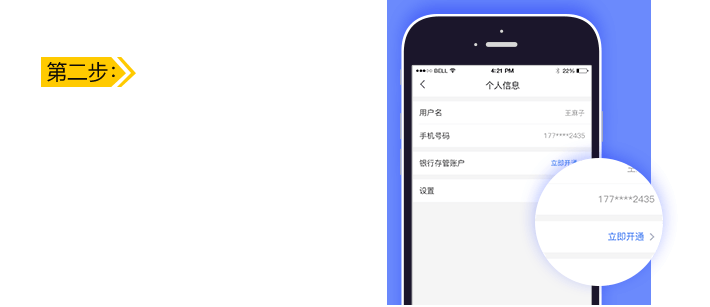 第二步：
●●●○○ BELL 4:21 PM 22%
个人信息
用户名 王麻子
手机号码 177****2435
银行存管账户 立即开通
设置
177****2435
立即开通